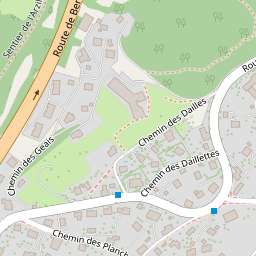 Sentier de l'Arzil
Route de Ber
Rou
Chemin des Geais
Chemin des Dailles
Chemin des Daillettes
Chemin des Planch